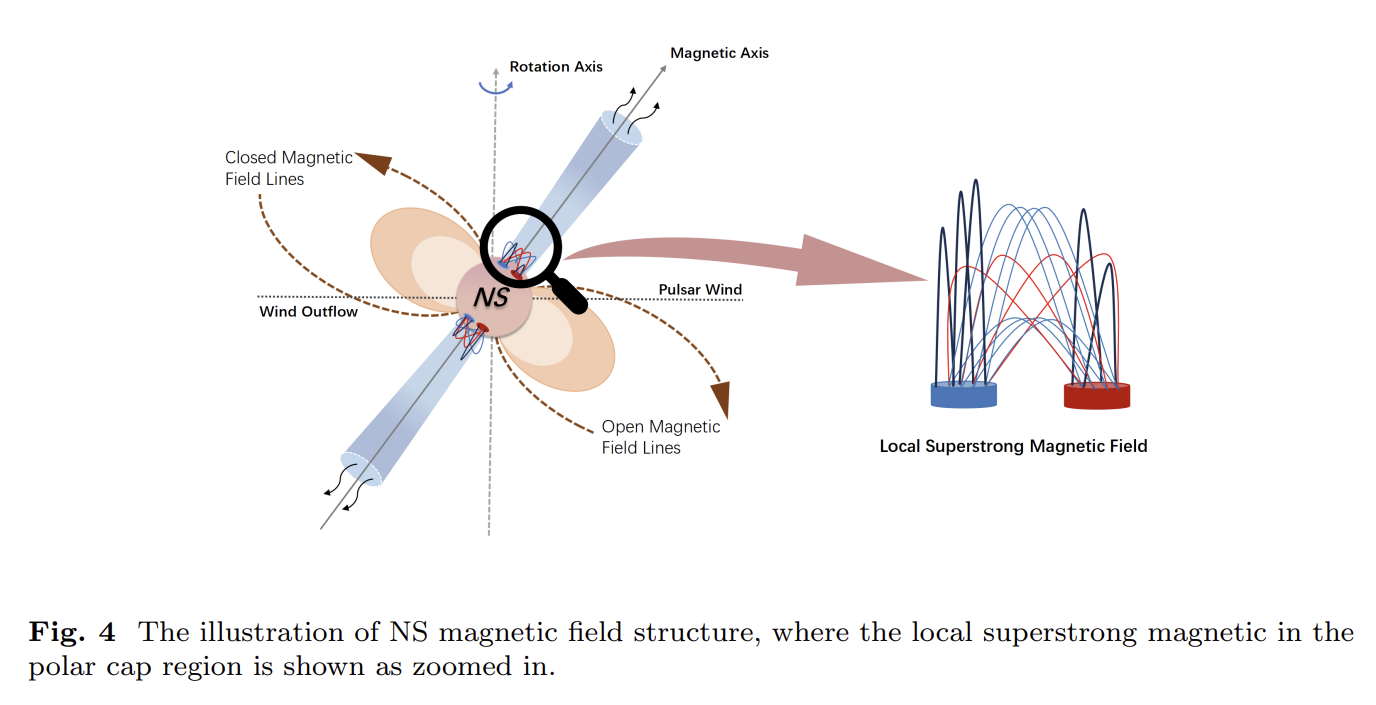 Magnetic Axis
Rotation Axis
Closed Magnetic
Field Lines
NS
Pulsar Wind
Wind Outflow
Open Magnetic
Field Lines
Local Superstrong Magnetic Field
Fig. 4 The illustration of NS magnetic field structure, where the local superstrong magnetic in the
polar cap region is shown as zoomed in.